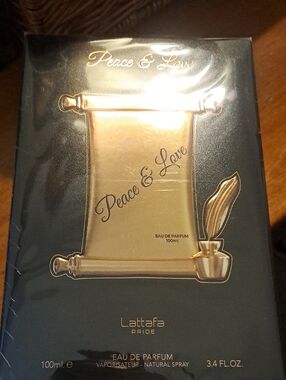 Peace & Love
Peace & Love
EAU DE PARFUM
100ml
Lattafa
PRIDE
EAU DE PARFUM
100ml. e VAPORISATEUR - NATURAL SPRAY 3.4 FL.OZ.